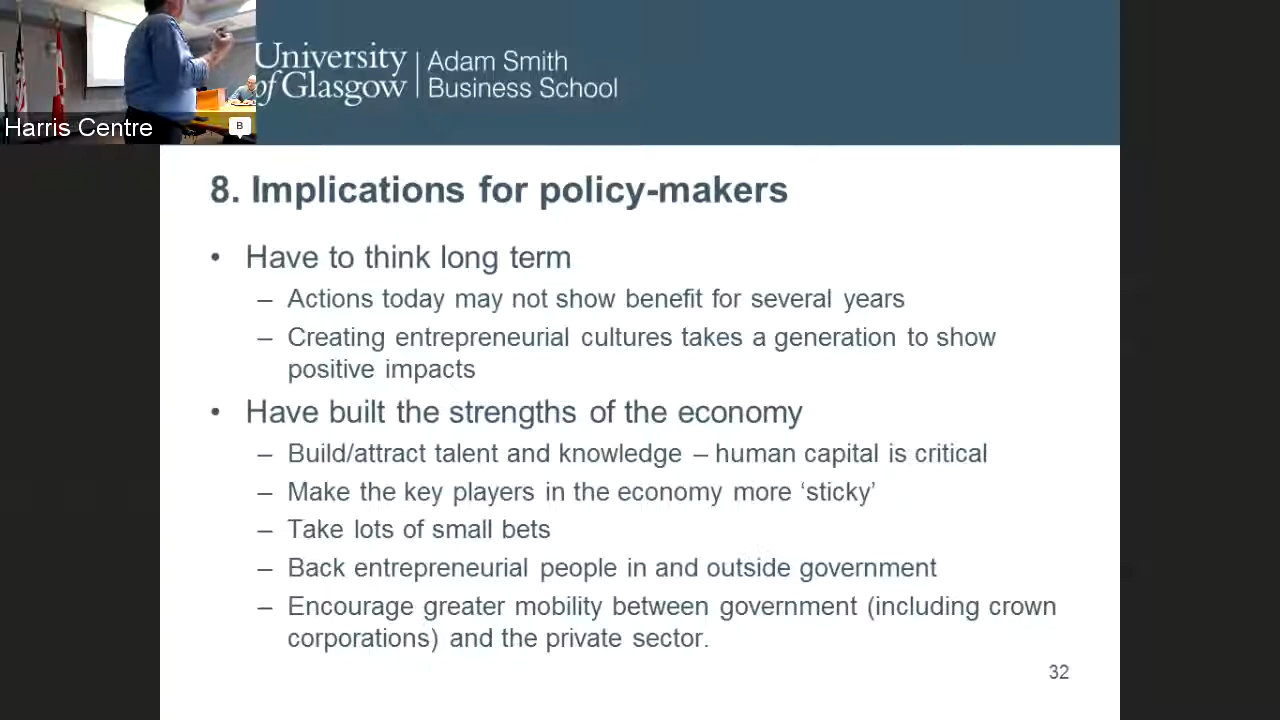 Harris Centre
B
University
of Glasgow
Adam Smith
Business School
8. Implications for policy-makers
• Have to think long term
– Actions today may not show benefit for several years
– Creating entrepreneurial cultures takes a generation to show
positive impacts
• Have built the strengths of the economy
– Build/attract talent and knowledge – human capital is critical
– Make the key players in the economy more ‘sticky’
– Take lots of small bets
– Back entrepreneurial people in and outside government
– Encourage greater mobility between government (including crown
corporations) and the private sector.
32